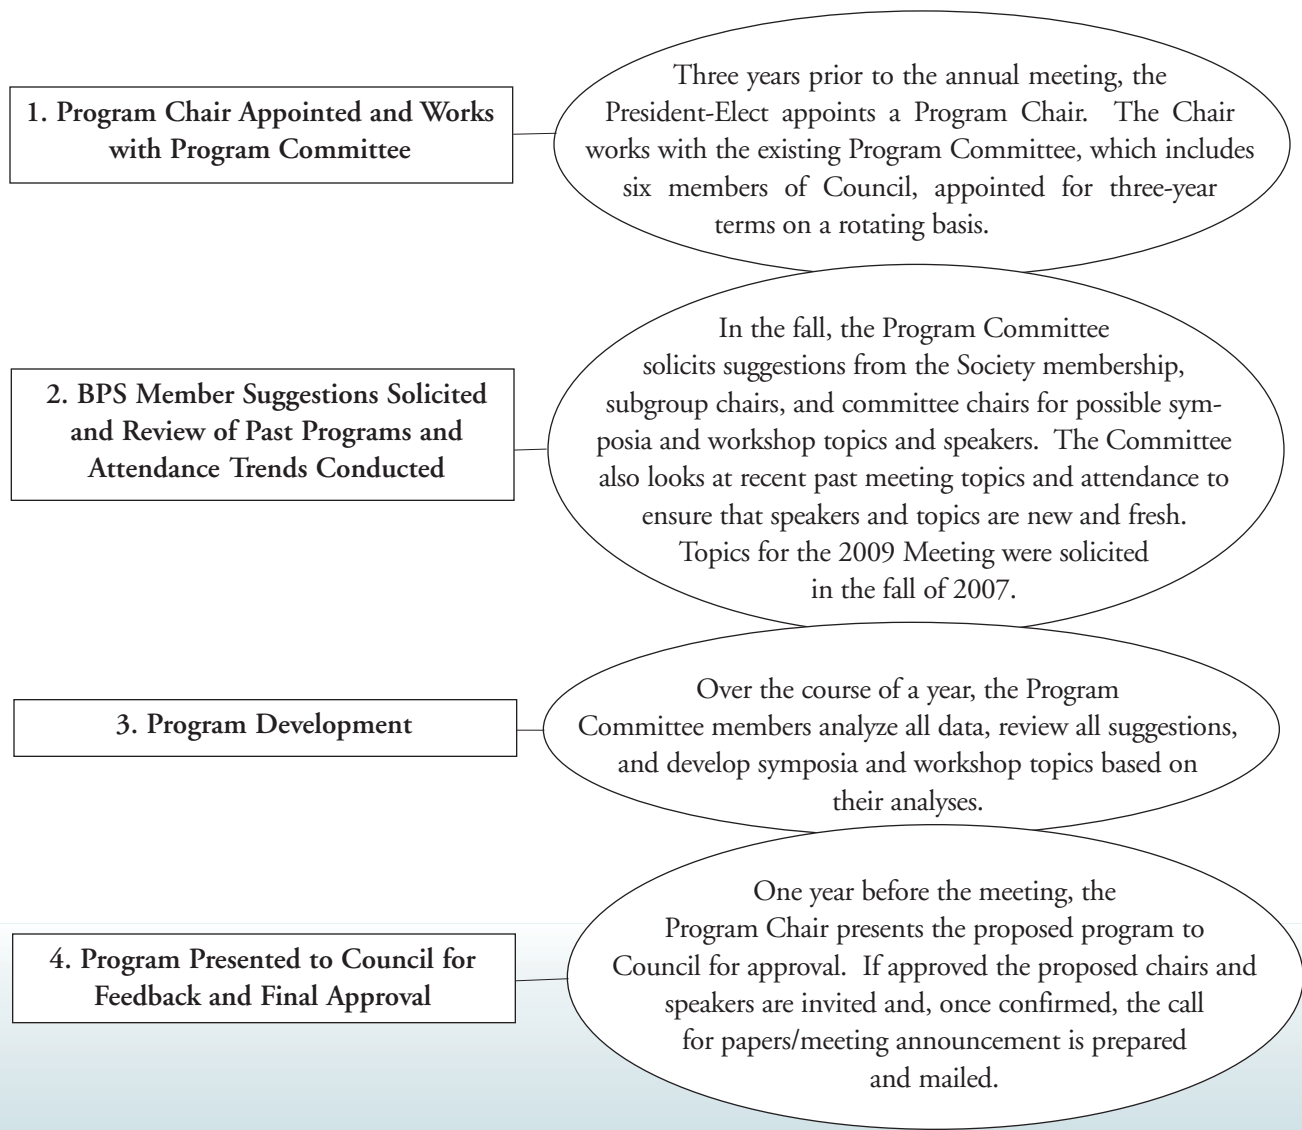 1. Program Chair Appointed and Works
with Program Committee
Three years prior to the annual meeting, the
President-Elect appoints a Program Chair. The Chair
works with the existing Program Committee, which includes
six members of Council, appointed for three-year
terms on a rotating basis.
2. BPS Member Suggestions Solicited
and Review of Past Programs and
Attendance Trends Conducted
In the fall, the Program Committee
solicits suggestions from the Society membership,
subgroup chairs, and committee chairs for possible sym-
posia and workshop topics and speakers. The Committee
also looks at recent past meeting topics and attendance to
ensure that speakers and topics are new and fresh.
Topics for the 2009 Meeting were solicited
in the fall of 2007.
3. Program Development
Over the course of a year, the Program
Committee members analyze all data, review all suggestions,
and develop symposia and workshop topics based on
their analyses.
4. Program Presented to Council for
Feedback and Final Approval
One year before the meeting, the
Program Chair presents the proposed program to
Council for approval. If approved the proposed chairs and
speakers are invited and, once confirmed, the call
for papers/meeting announcement is prepared
and mailed.